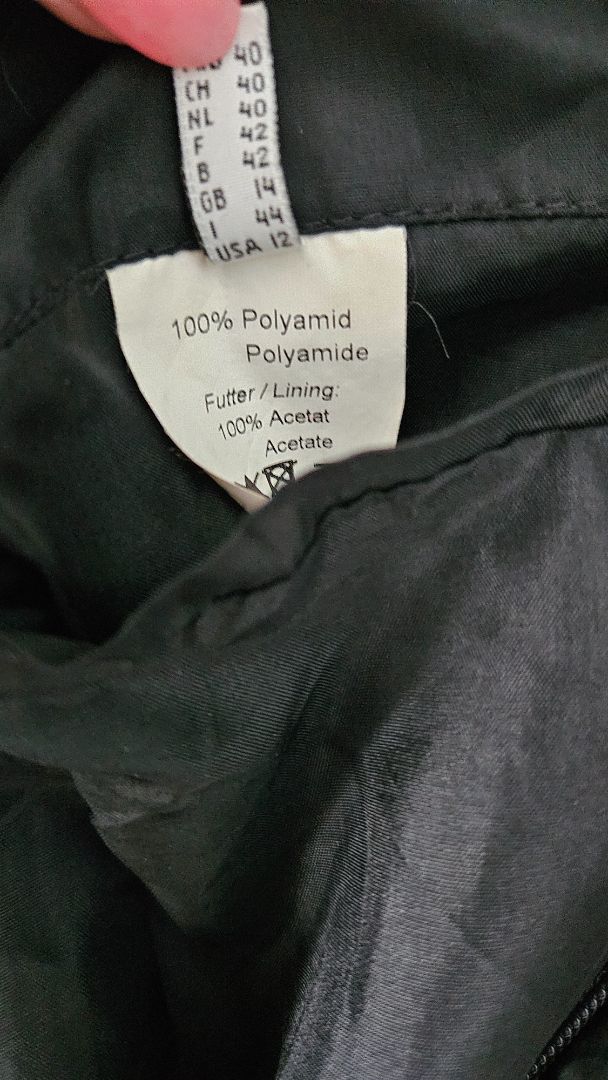 40
CH 40
NL 40
F 42
B 42
GB 14
I 44
USA 12
100% Polyamid
Polyamide
Futter / Lining:
100% Acetat
Acetate